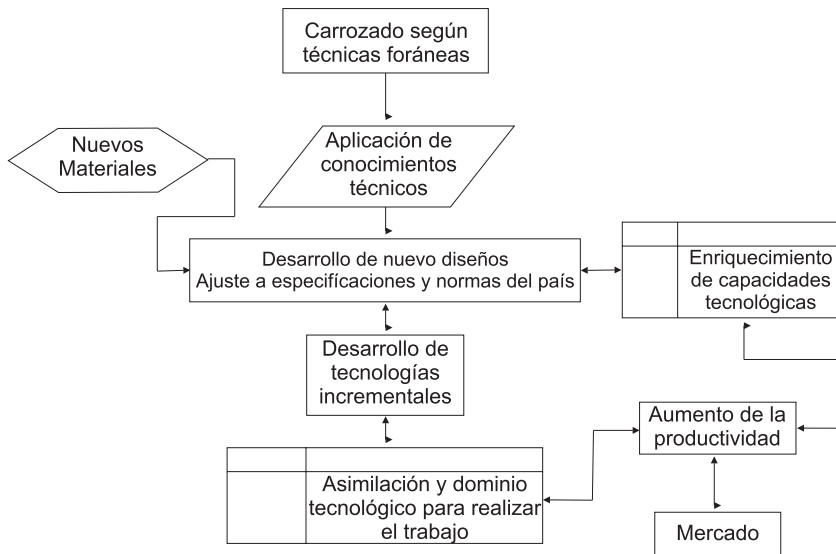 Carrozado según
técnicas foráneas
Nuevos
Materiales
Aplicación de
conocimientos
técnicos
Desarrollo de nuevo diseños
Ajuste a especificaciones y normas del país
Enriquecimiento
de capacidades
tecnológicas
Desarrollo de
tecnologías
incrementales
Aumento de la
productividad
Asimilación y dominio
tecnológico para realizar
el trabajo
Mercado